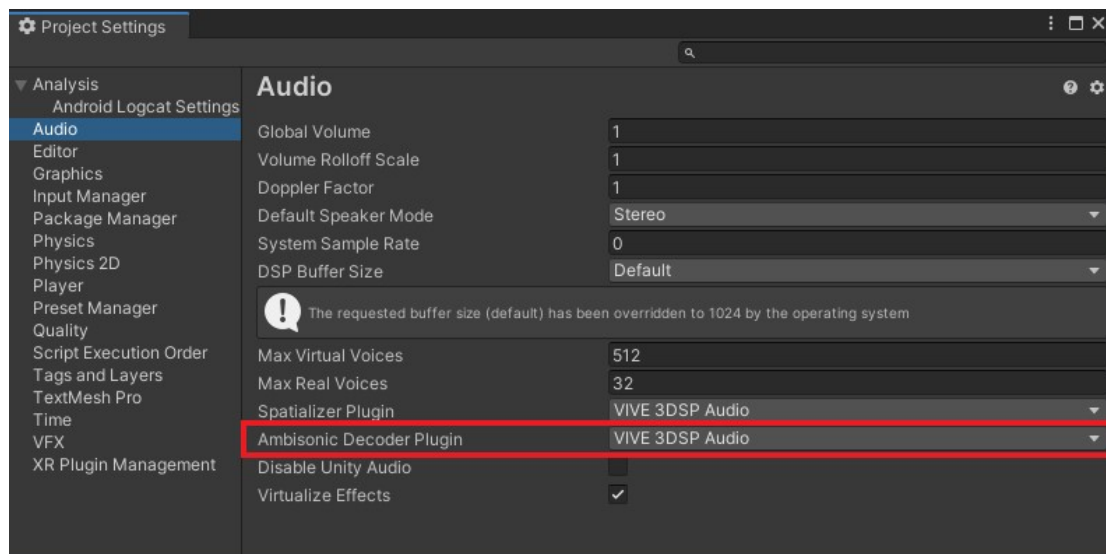 Project Settings
Analysis
Android Logcat Settings
Audio
Editor
Graphics
Input Manager
Package Manager
Physics
Physics 2D
Player
Preset Manager
Quality
Script Execution Order
Tags and Layers
TextMesh Pro
Time
VFX
XR Plugin Management
Audio
Global Volume 1
Volume Rolloff Scale 1
Doppler Factor 1
Default Speaker Mode Stereo
System Sample Rate 0
DSP Buffer Size Default
The requested buffer size (default) has been overridden to 1024 by the operating system
Max Virtual Voices 512
Max Real Voices 32
Spatializer Plugin VIVE 3DSP Audio
Ambisonic Decoder Plugin VIVE 3DSP Audio
Disable Unity Audio
Virtualize Effects